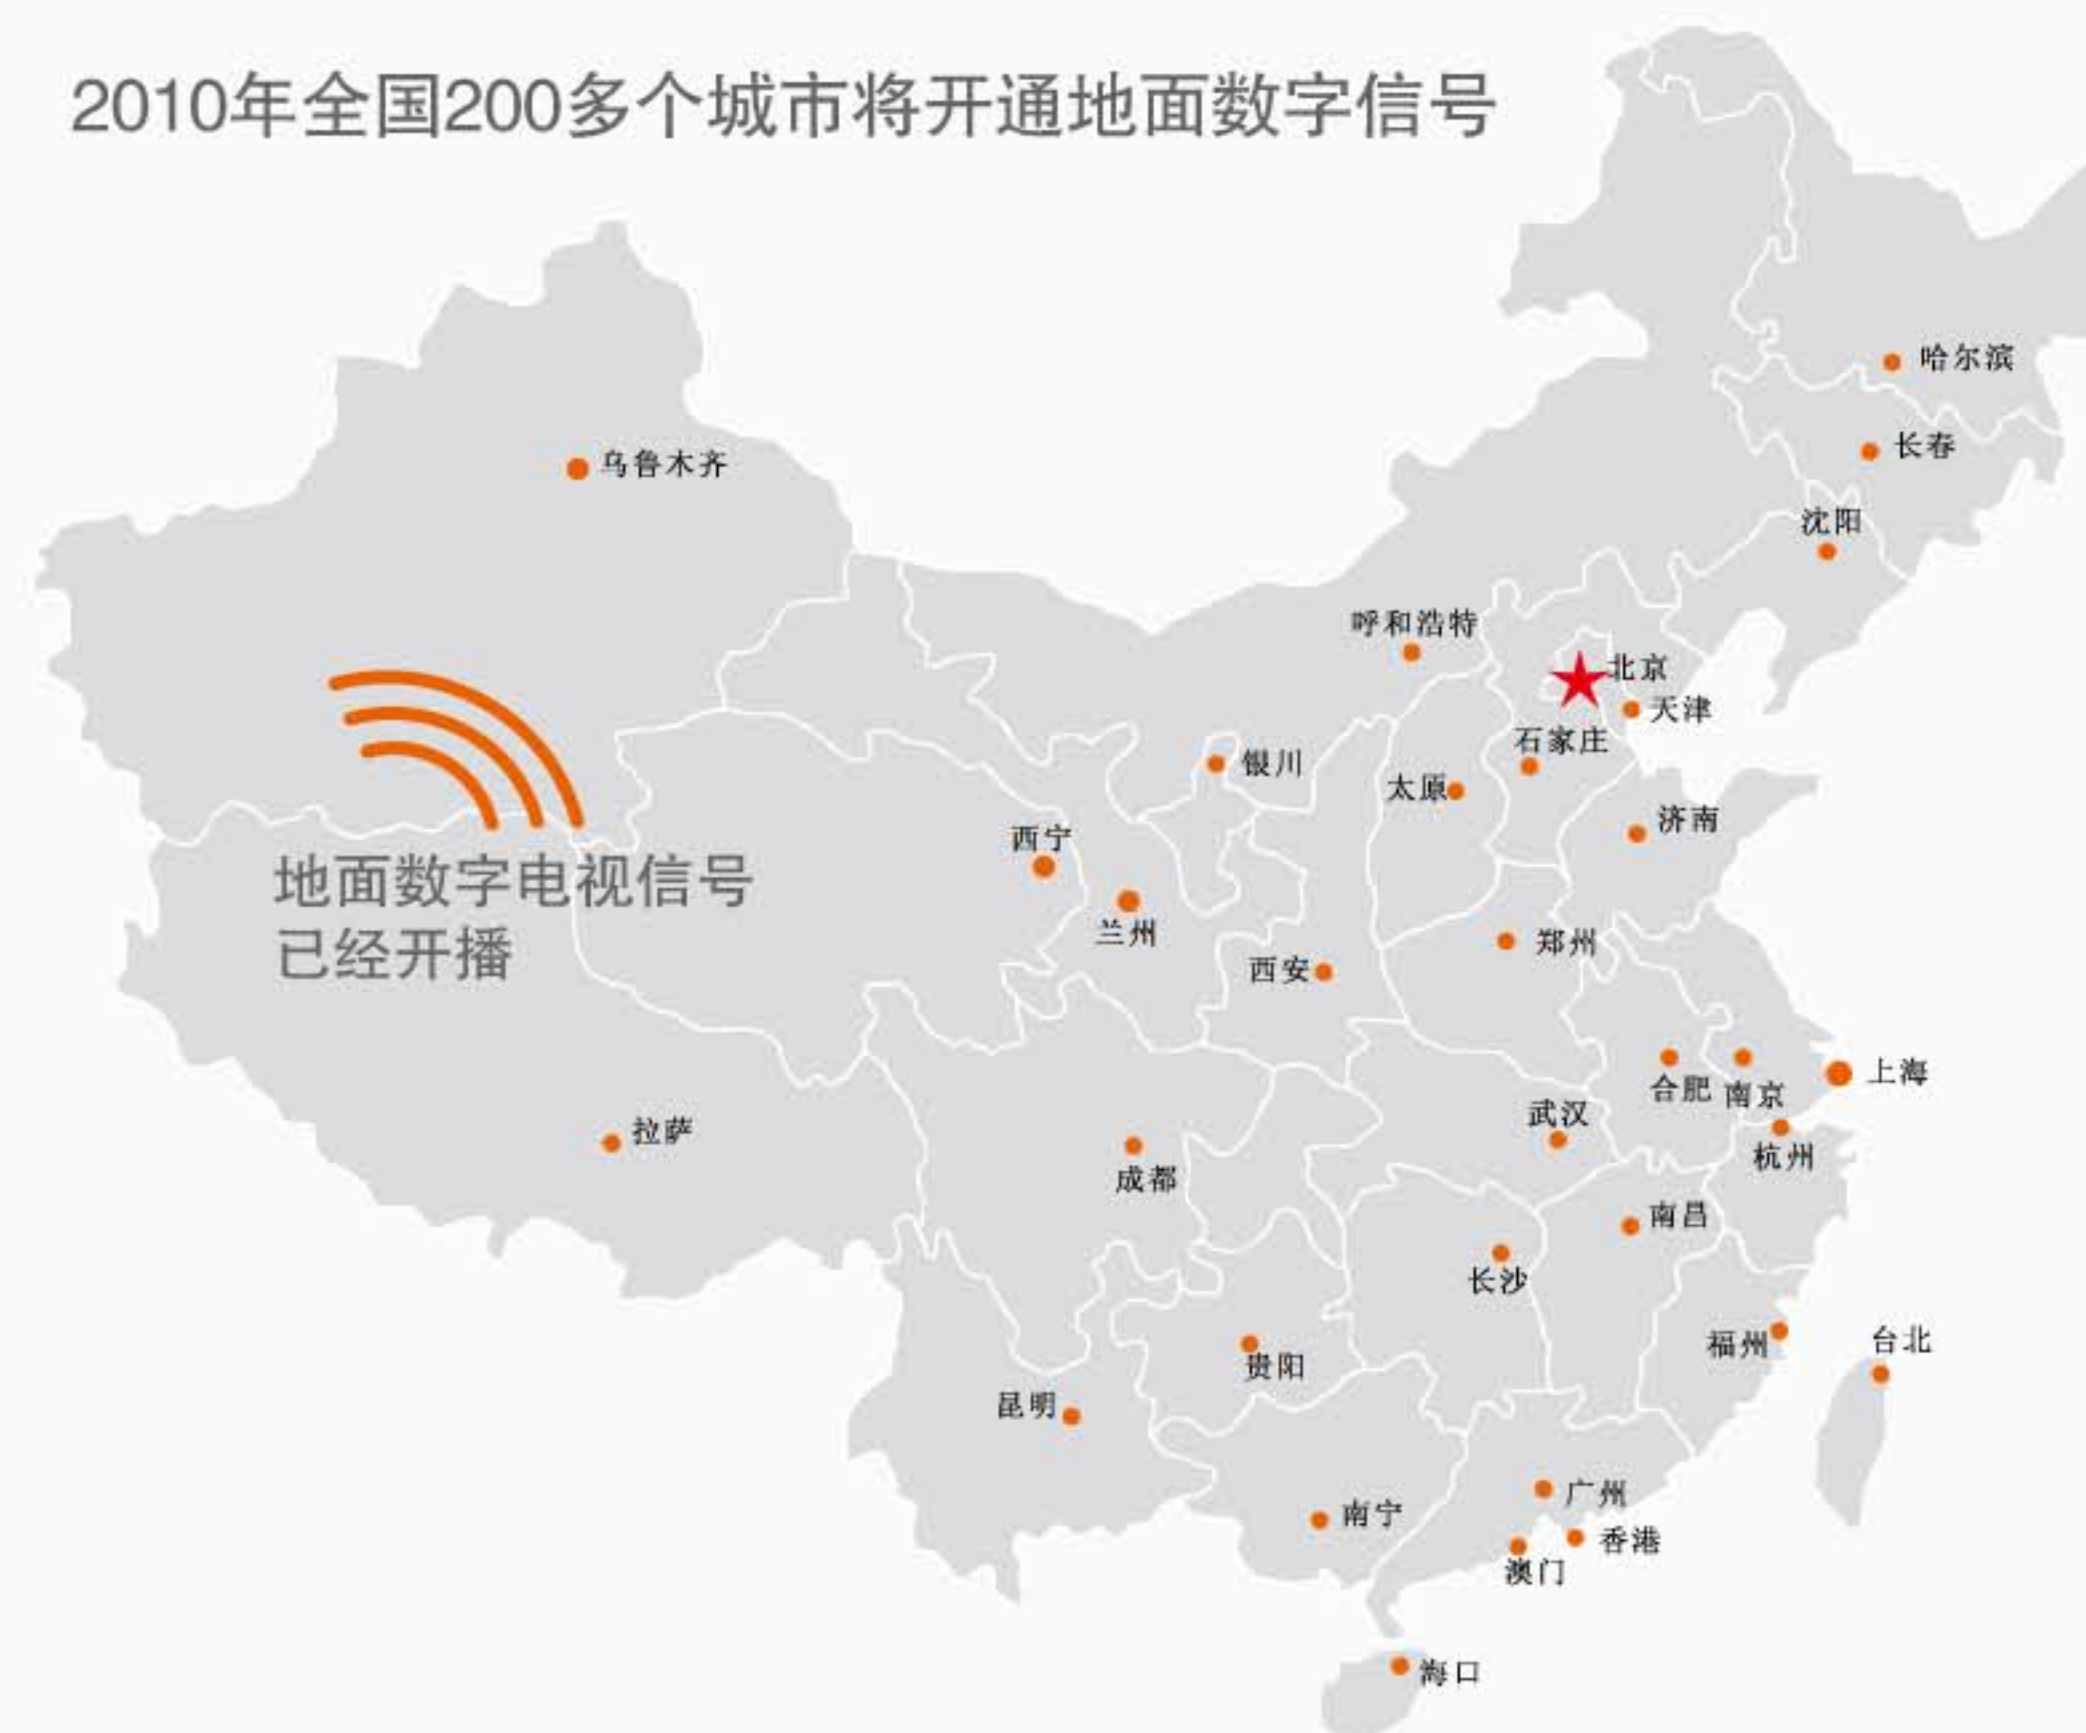 2010年全国200多个城市将开通地面数字信号
哈尔滨
长春
乌鲁木齐
沈阳
呼和浩特
北京
天津
石家庄
银川
太原
济南
西宁
地面数字电视信号
已经开播
兰州
郑州
西安
上海
合肥
南京
武汉
拉萨
杭州
成都
南昌
长沙
福州
台北
贵阳
昆明
广州
南宁
香港
澳门
海口